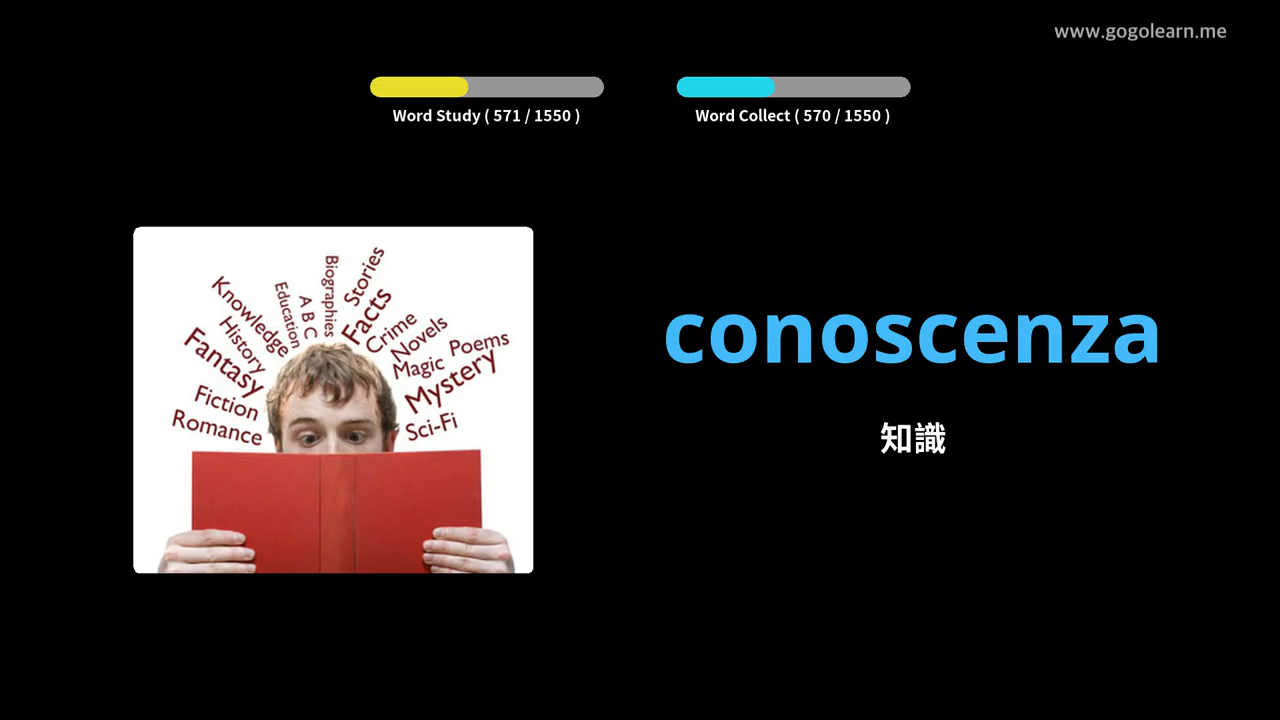 www.gogolearn.me
Word Study ( 571 / 1550 )
Word Collect ( 570 / 1550 )
Knowledge
Education
A B C
Biographies
Stories
Facts
Crime
Novels
Poems
History
Magic
Fantasy
Mystery
Fiction
Sci-Fi
Romance
conoscenza
知識